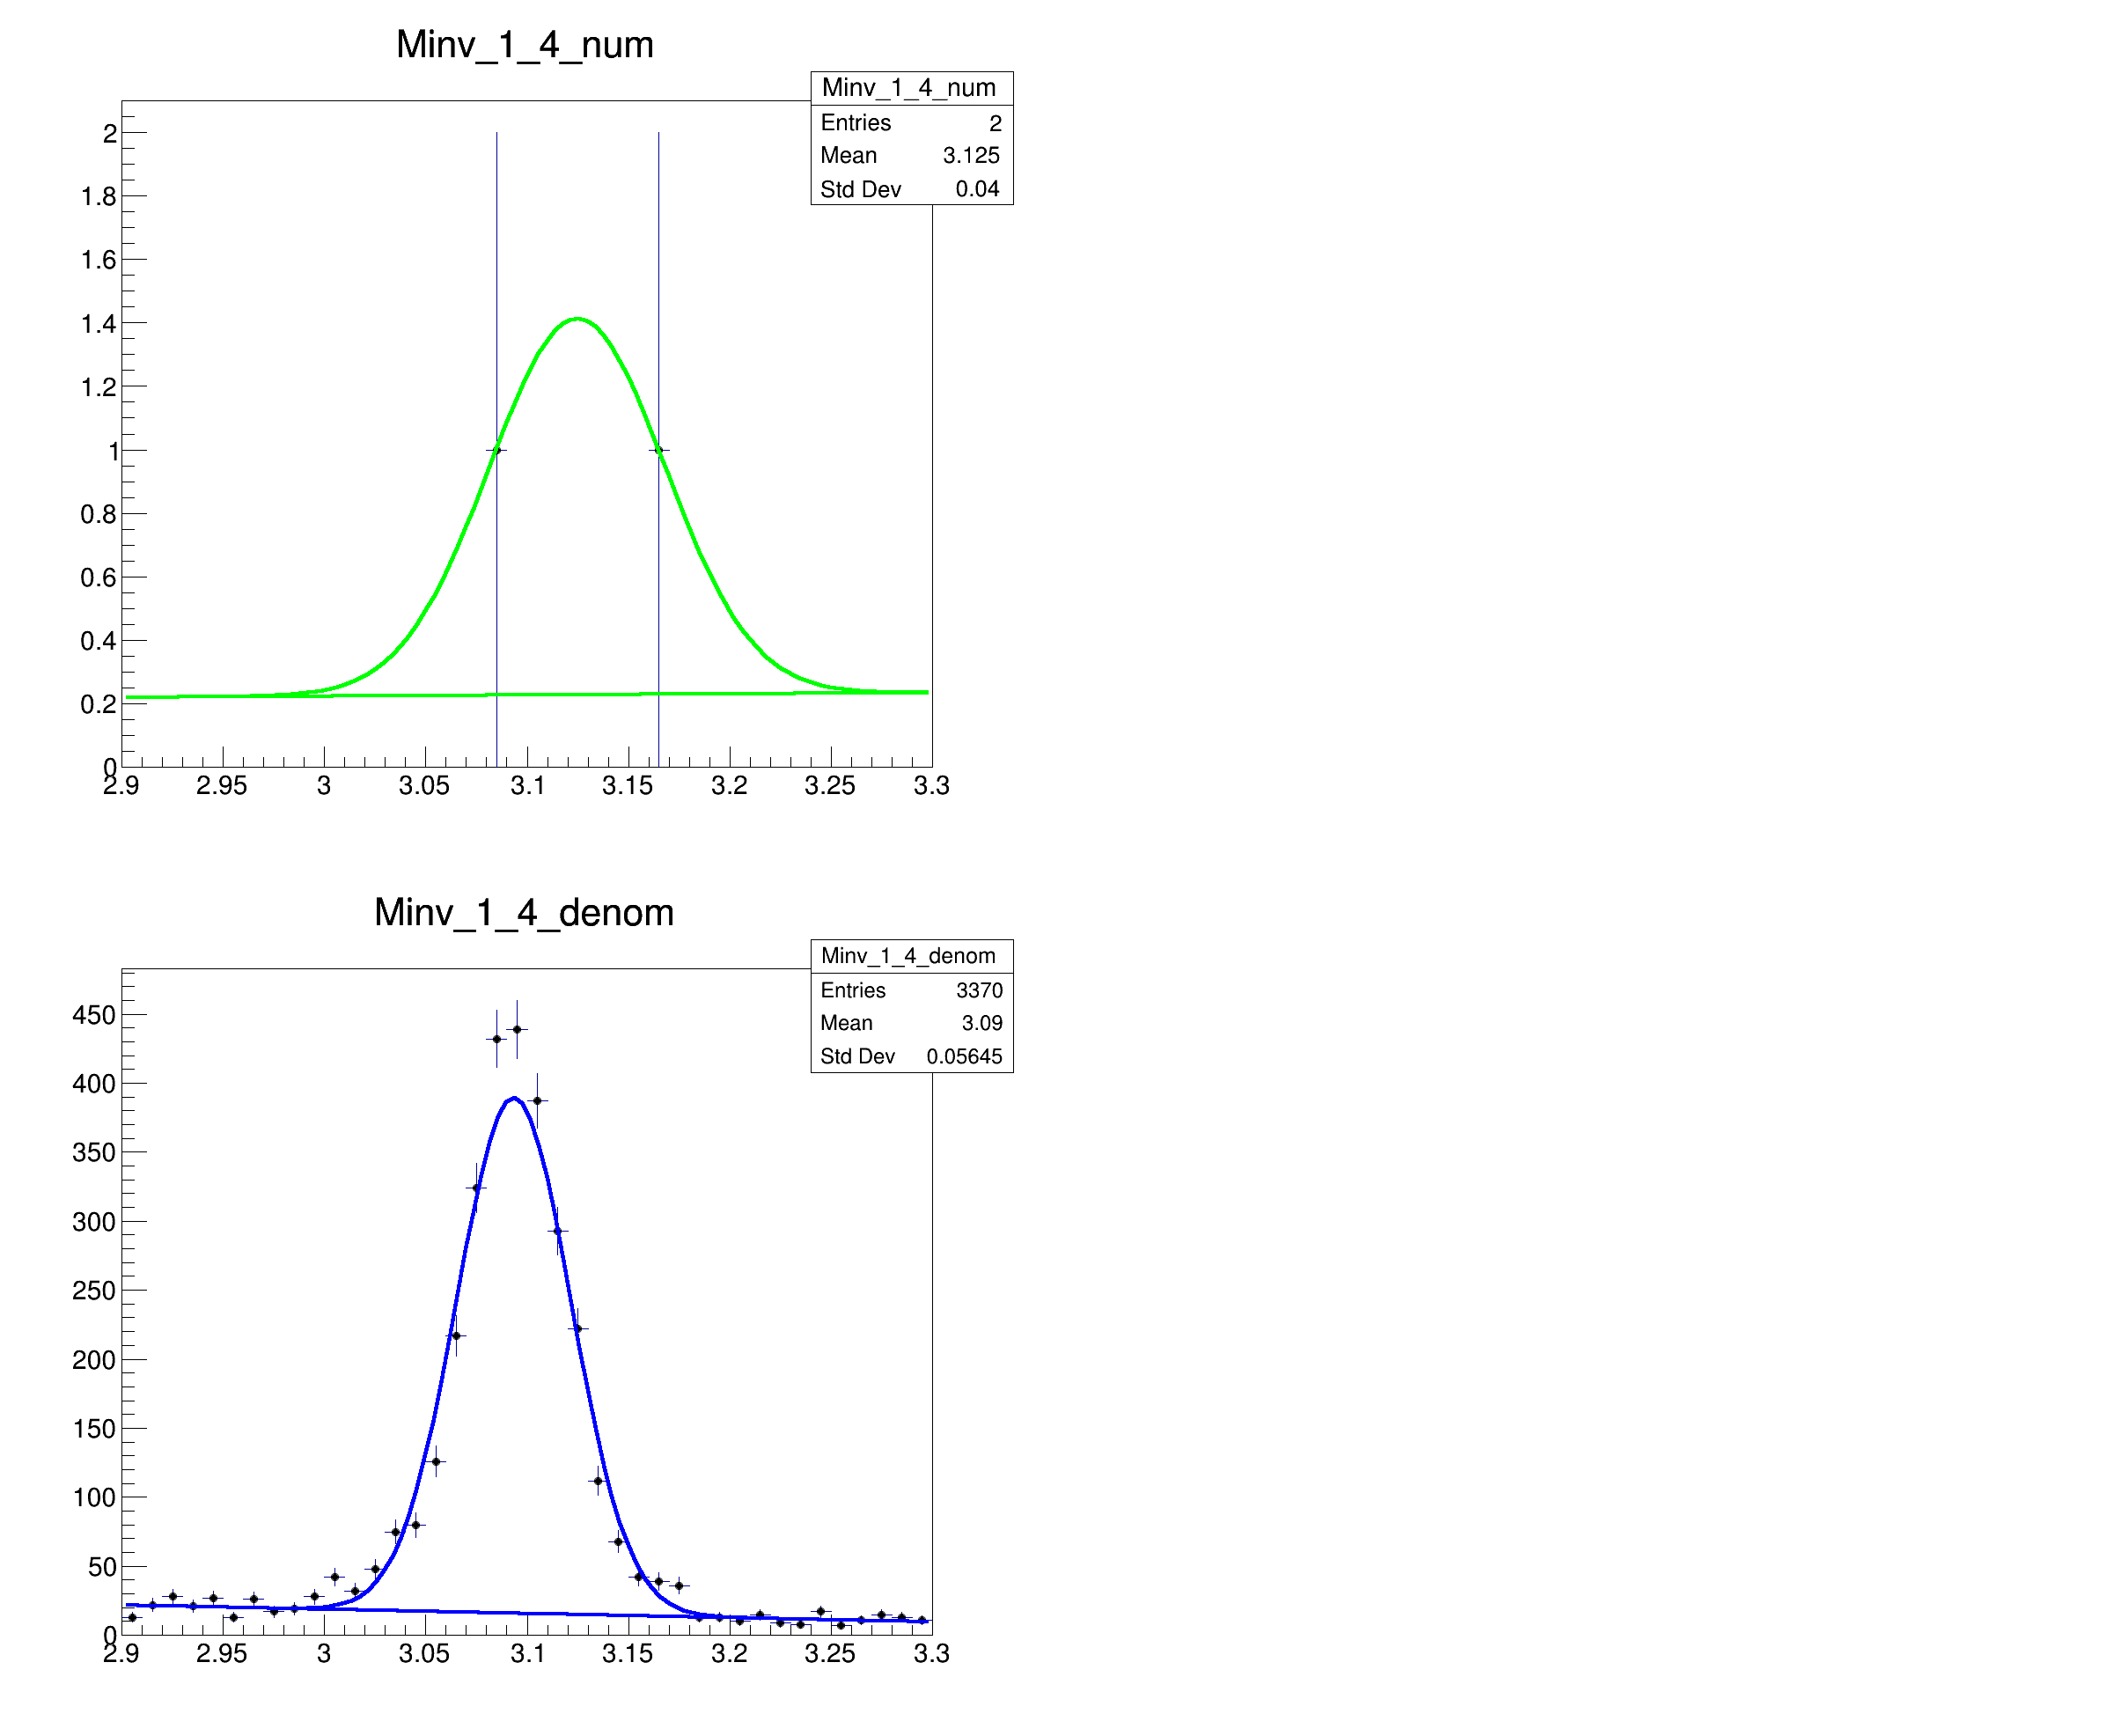 Minv_1_4_num
Minv_1_4_num
Entries 2
Mean 3.125
Std Dev 0.04
2
1.8
1.6
1.4
1.2
1
0.8
0.6
0.4
0.2
0
2.9 2.95 3 3.05 3.1 3.15 3.2 3.25 3.3
Minv_1_4_denom
Minv_1_4_denom
Entries 3370
Mean 3.09
Std Dev 0.05645
450
400
350
300
250
200
150
100
50
0
2.9 2.95 3 3.05 3.1 3.15 3.2 3.25 3.3